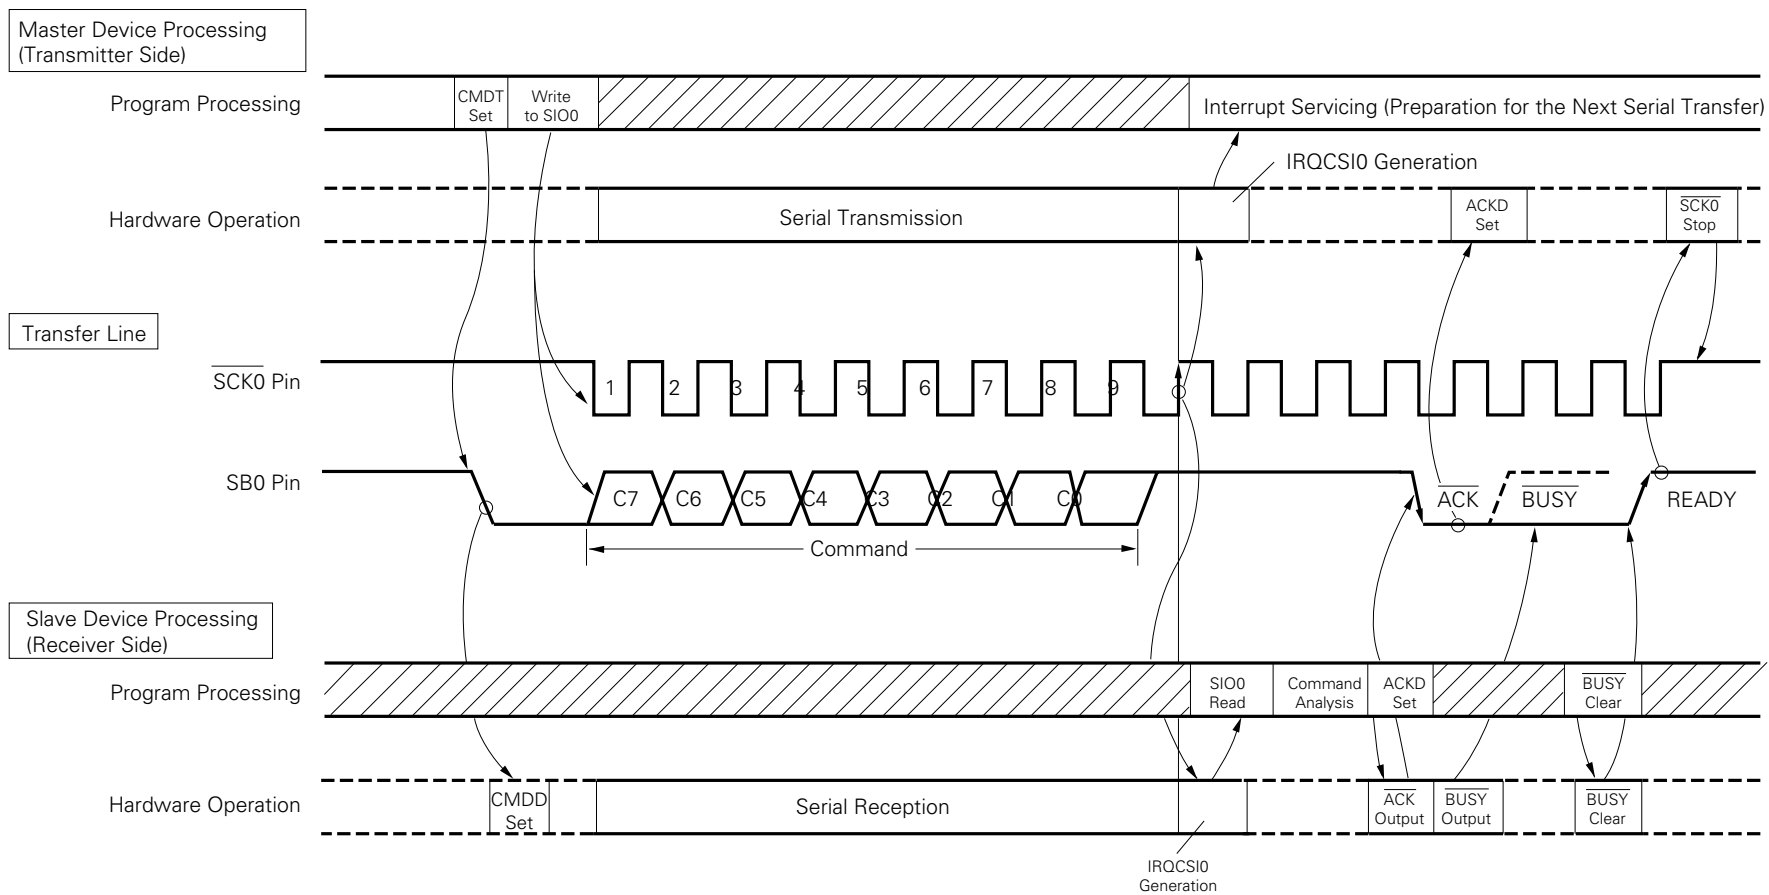 Master Device Processing
(Transmitter Side)
Program Processing
CMDT
Set
Write
to SIO0
Interrupt Servicing (Preparation for the Next Serial Transfer)
IRQCSI0 Generation
Hardware Operation
Serial Transmission
ACKD
Set
SCK0
Stop
Transfer Line
SCK0 Pin
1 2 3 4 5 6 7 8 9
SB0 Pin
C7 C6 C5 C4 C3 C2 C1 C0
ACK
BUSY
READY
Command
Slave Device Processing
(Receiver Side)
Program Processing
SIO0
Read
Command
Analysis
ACKD
Set
BUSY
Clear
Hardware Operation
CMDD
Set
Serial Reception
ACK
Output
BUSY
Output
BUSY
Clear
IRQCSI0
Generation